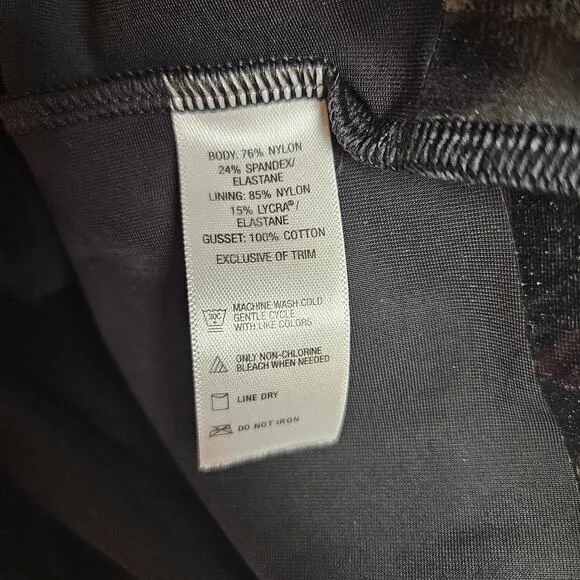 BODY: 76% NYLON
24% SPANDEX/
ELASTANE
LINING: 85% NYLON
15% LYCRA®/
ELASTANE
GUSSET: 100% COTTON
EXCLUSIVE OF TRIM
30C
MACHINE WASH COLD
GENTLE CYCLE
WITH LIKE COLORS
ONLY NON-CHLORINE
BLEACH WHEN NEEDED
LINE DRY
DO NOT IRON